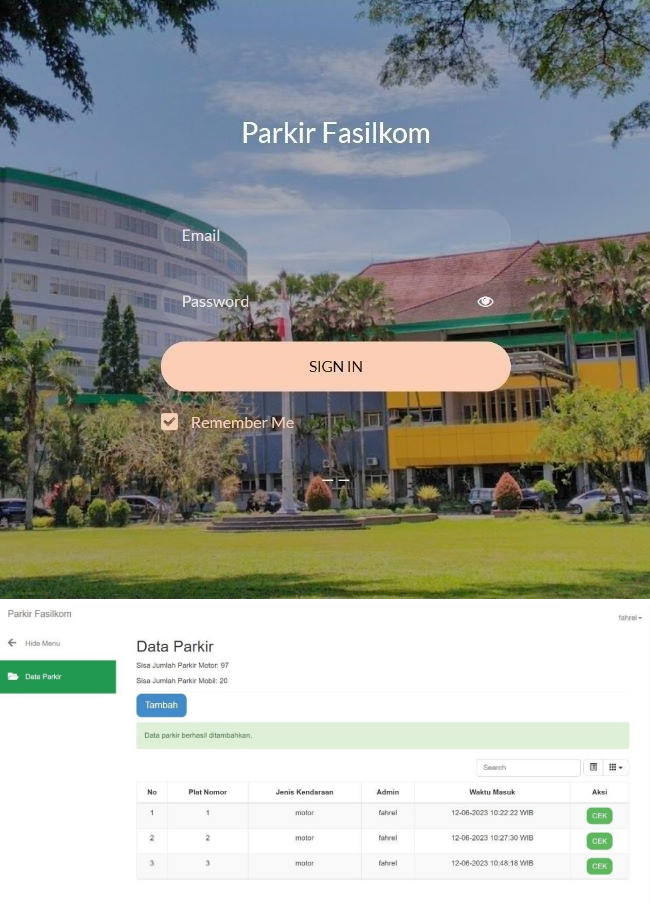 Parkir Fasilkom
Email
Password
SIGN IN
Remember Me
Parkir Fasilkom
fahrel
Hide Menu
Data Parkir
Data Parkir
Sisa Jumlah Parkir Motor: 97
Sisa Jumlah Parkir Mobil: 20
Tambah
Data parkir berhasil ditambahkan.
Search
No Plat Nomor Jenis Kendaraan Admin Waktu Masuk Aksi
1 1 motor fahrel 12-06-2023 10:22:22 WIB CEK
2 2 motor fahrel 12-06-2023 10:27:30 WIB CEK
3 3 motor fahrel 12-06-2023 10:48:18 WIB CEK